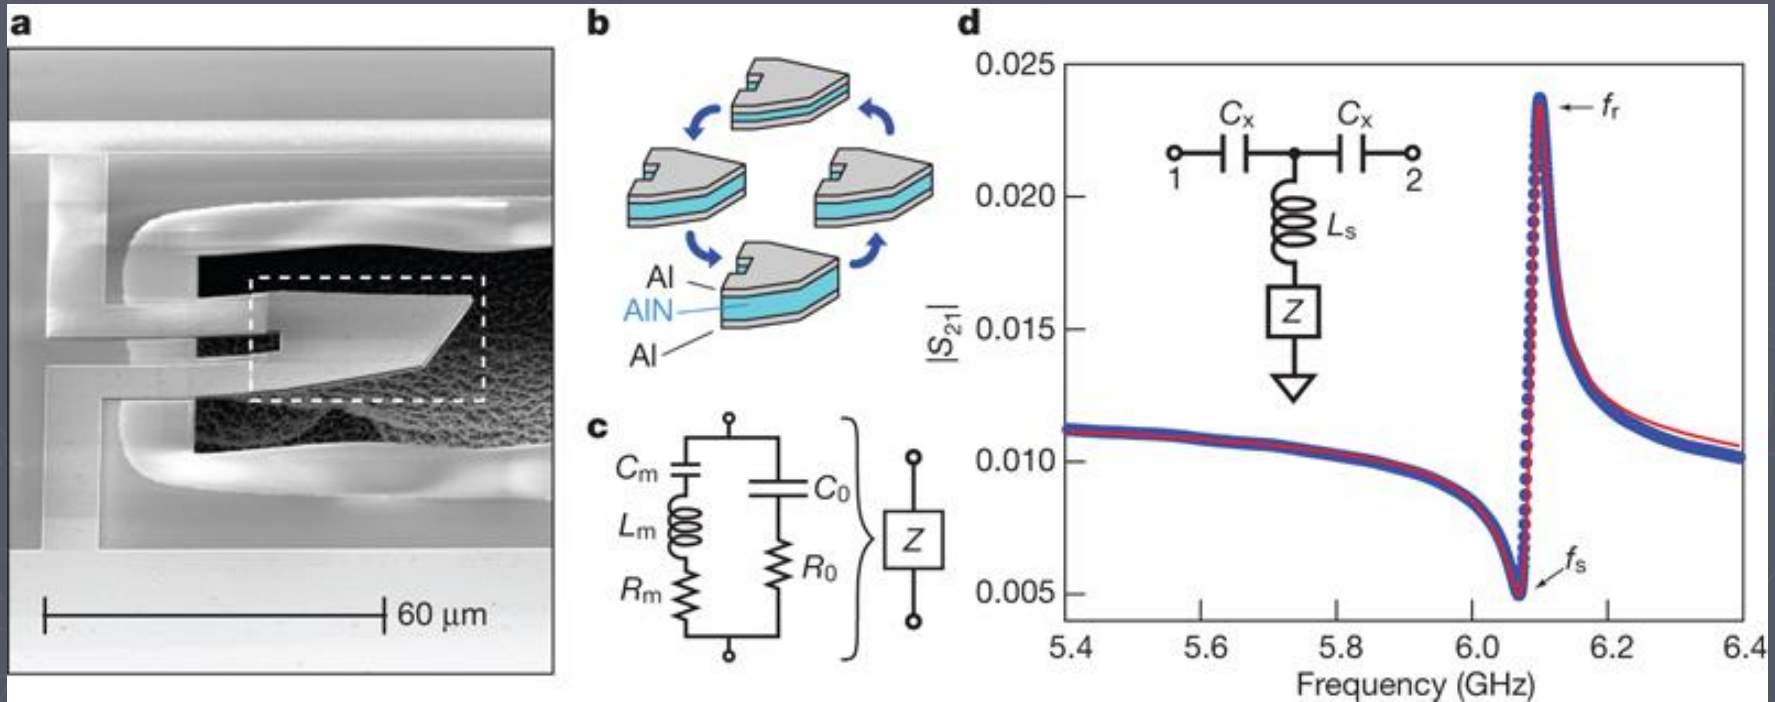 a
60 μm
b
Al
AlN
Al
c
Cm
Lm
Rm
C0
R0
Z
d
0.025
0.020
0.015
0.010
0.005
|S21|
Cx
Cx
1
2
Ls
Z
fr
fs
5.4
5.6
5.8
6.0
6.2
6.4
Frequency (GHz)